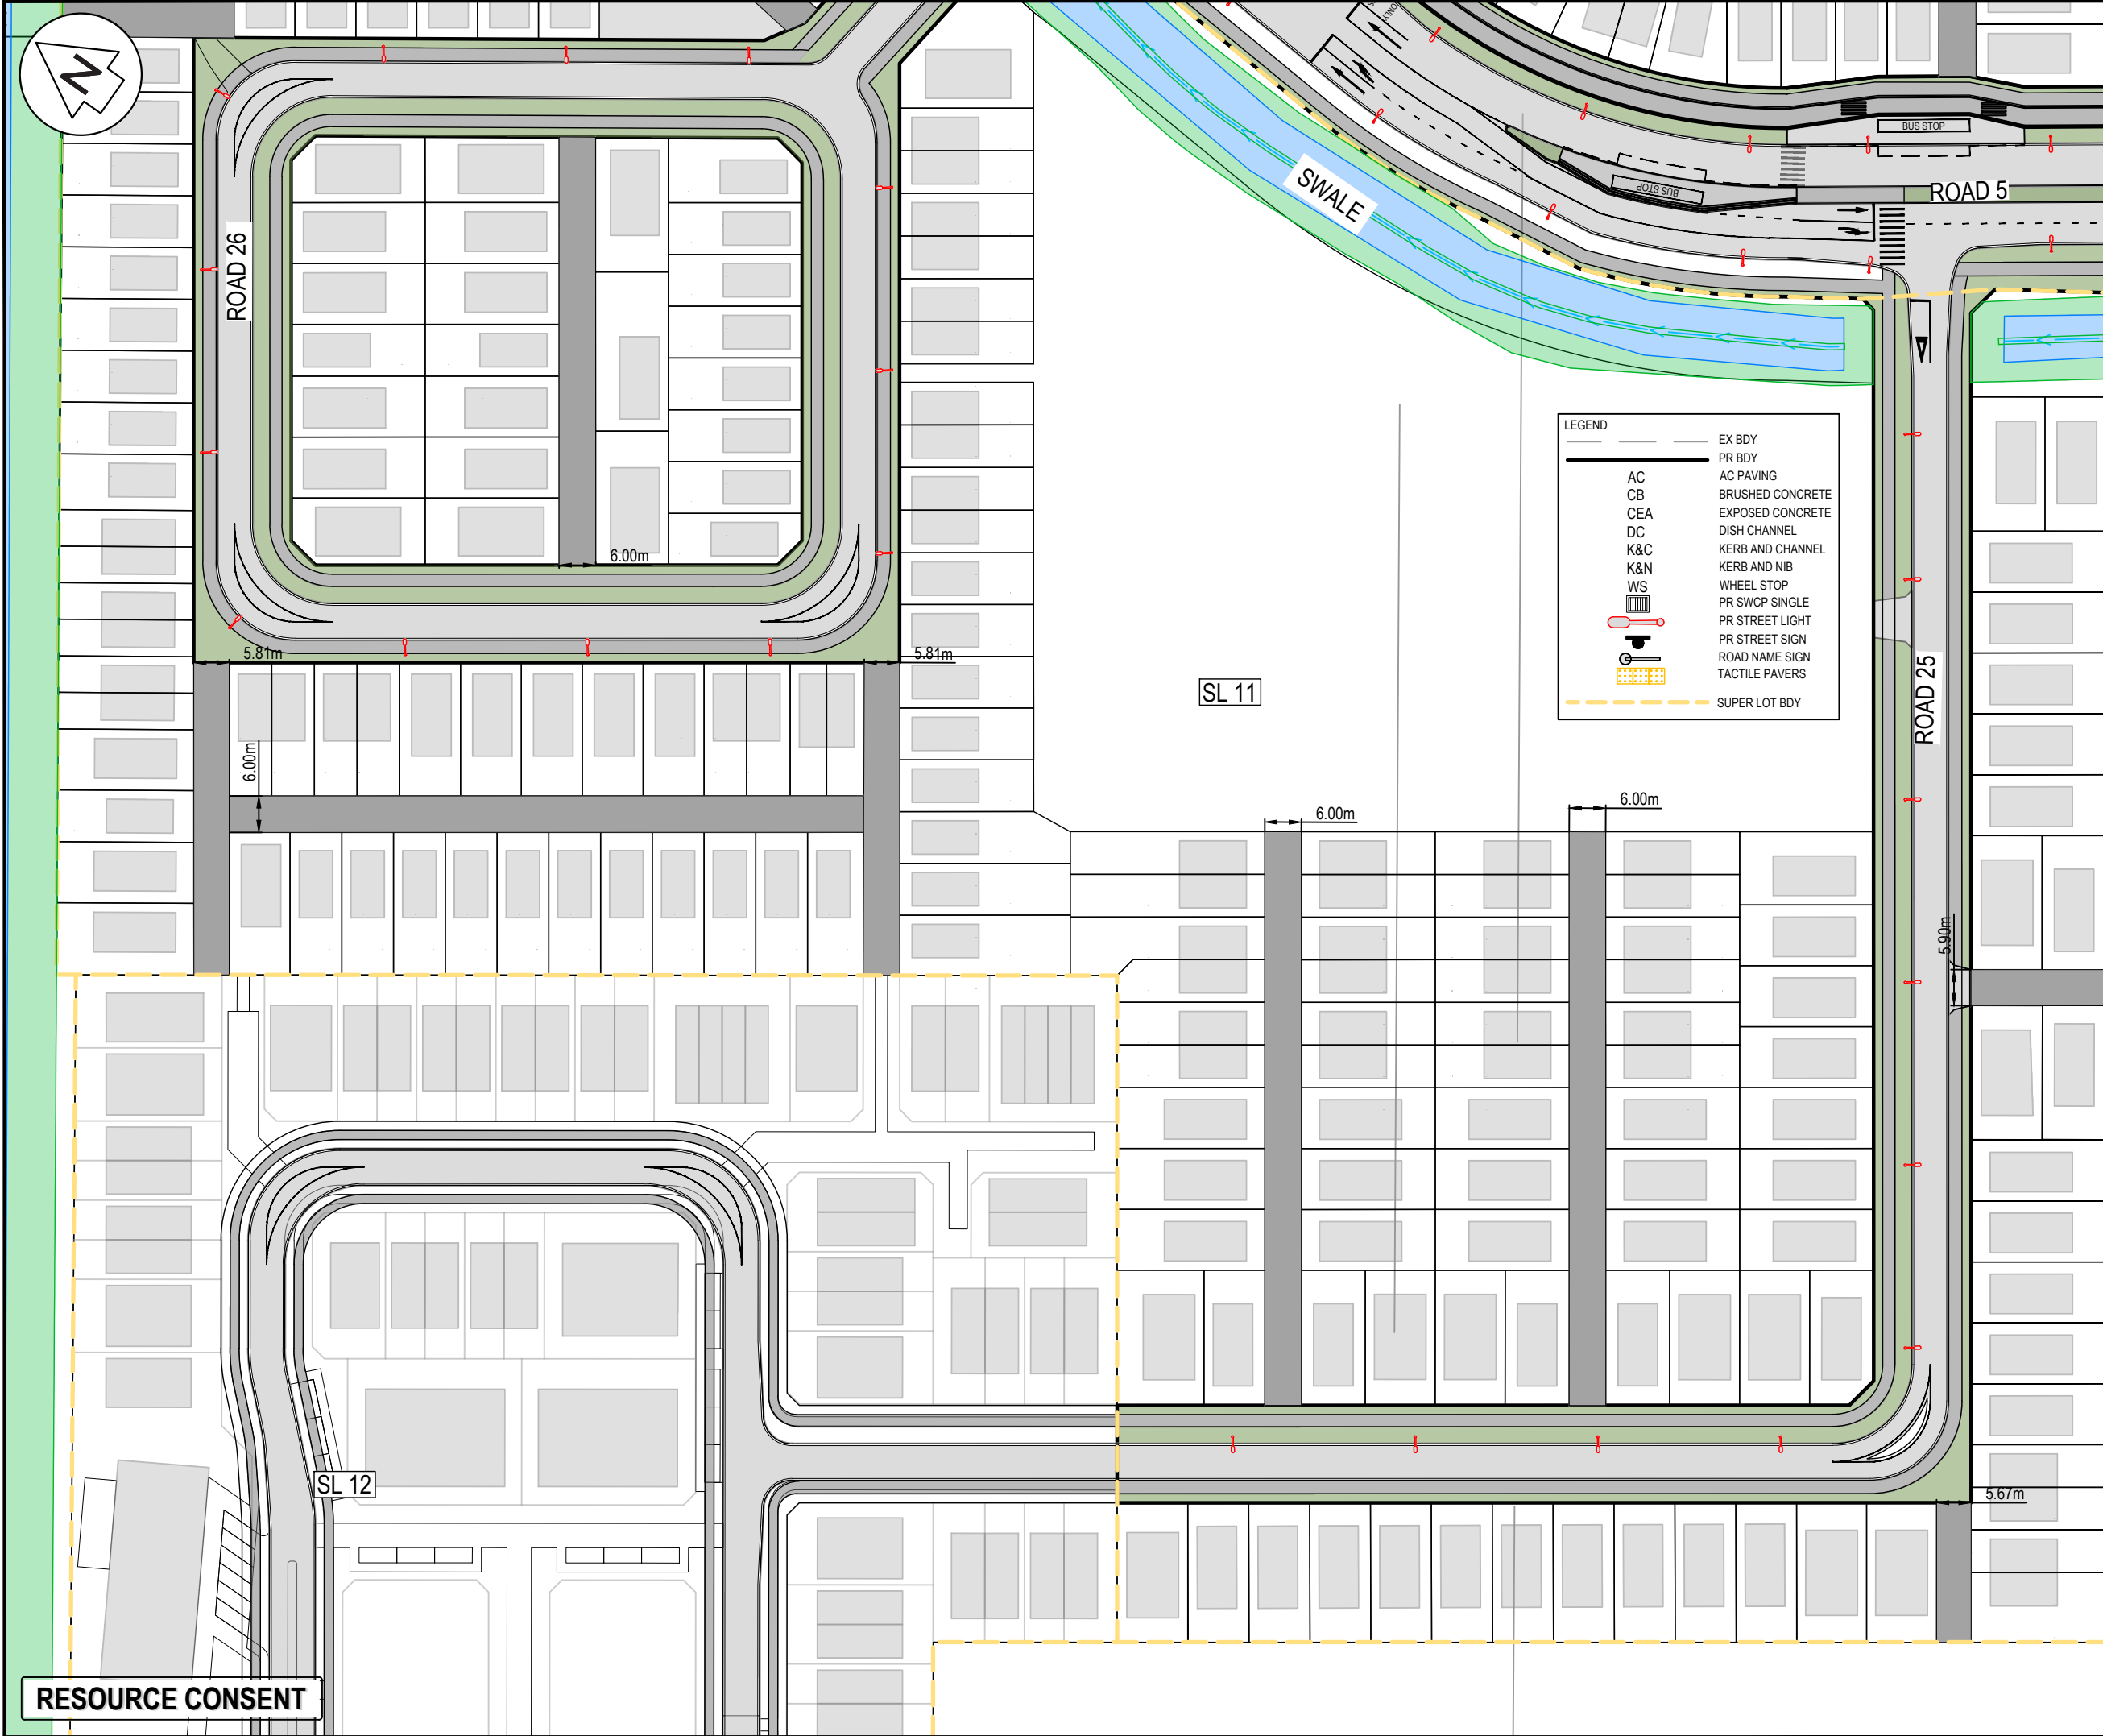 N
ONLY
BUS STOP
BUS STOP
ROAD 5
SWALE
ROAD 26
LEGEND
EX BDY
PR BDY
AC AC PAVING
CB BRUSHED CONCRETE
CEA EXPOSED CONCRETE
DC DISH CHANNEL
K&C KERB AND CHANNEL
K&N KERB AND NIB
WS WHEEL STOP
PR SWCP SINGLE
PR STREET LIGHT
PR STREET SIGN
ROAD NAME SIGN
TACTILE PAVERS
SUPER LOT BDY
6.00m
5.81m
5.81m
SL 11
ROAD 25
6.00m
6.00m
6.00m
5.90m
SL 12
5.67m
RESOURCE CONSENT